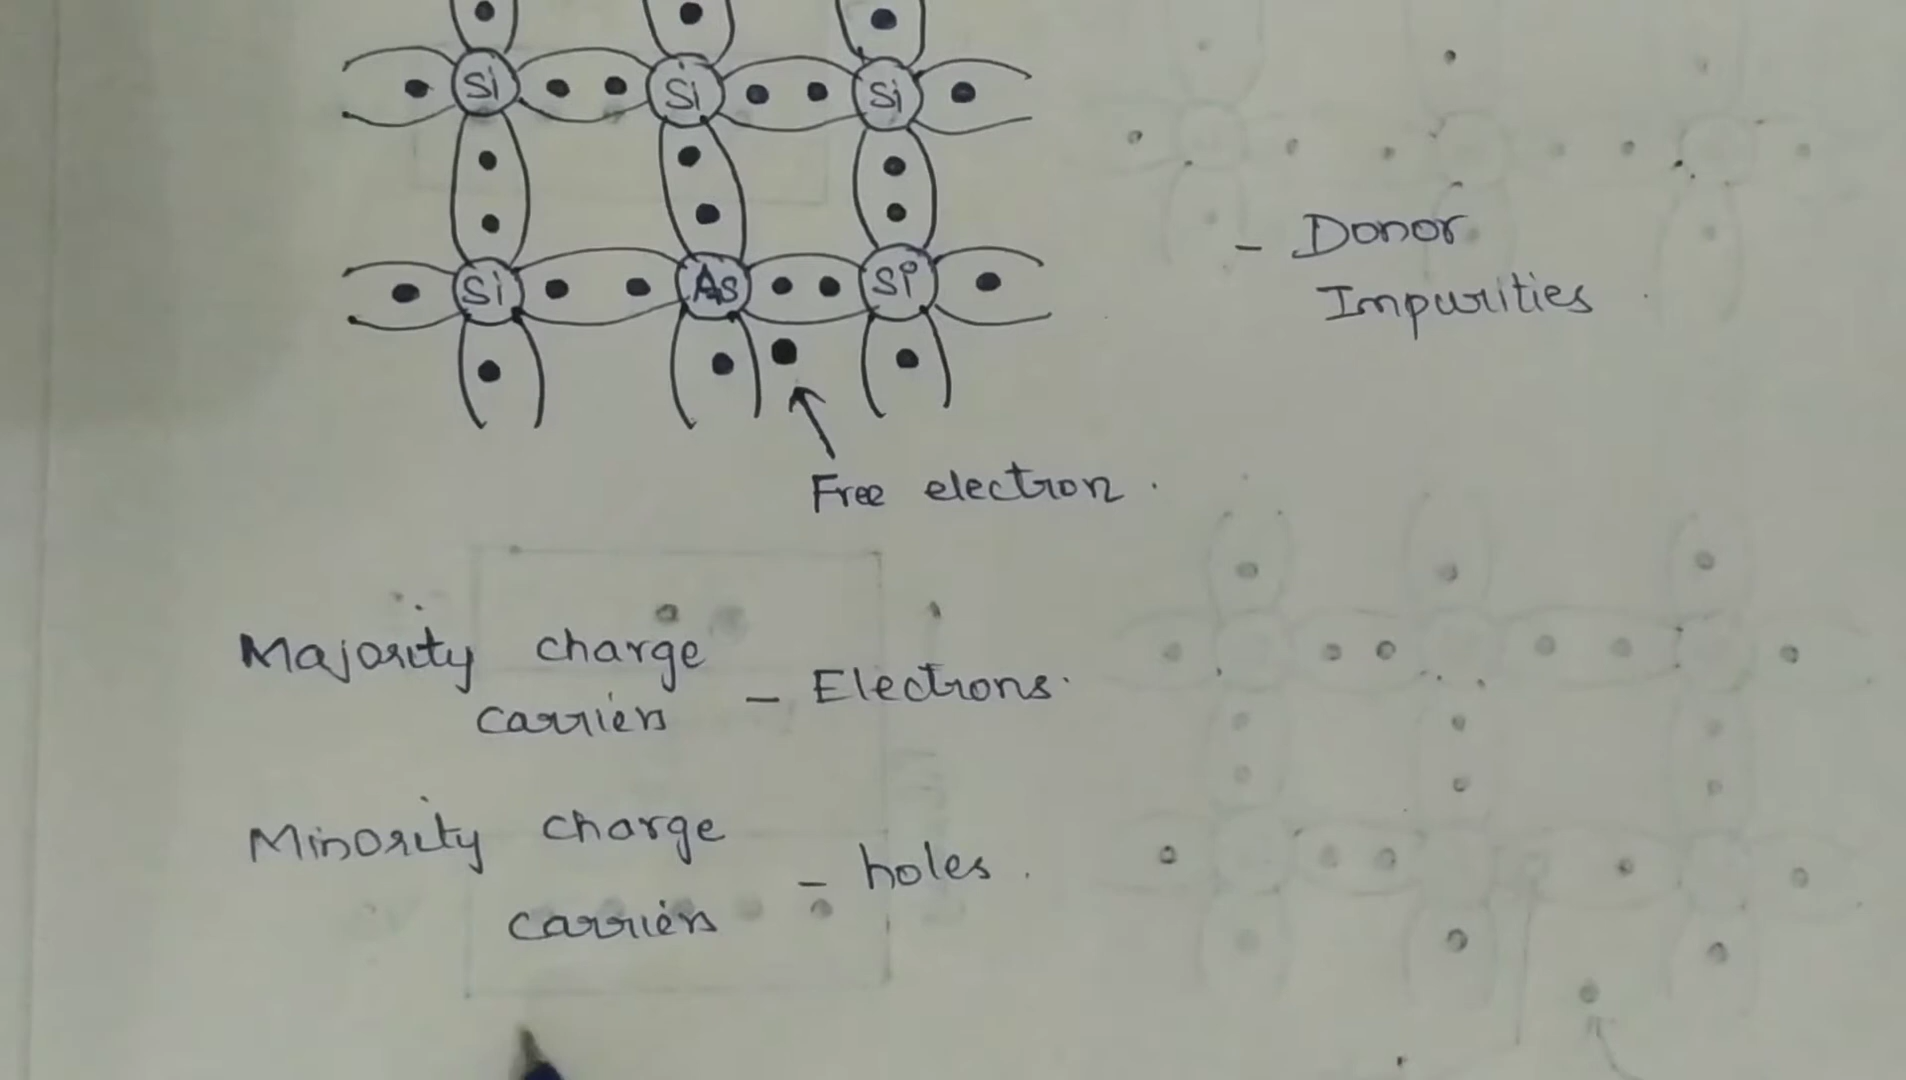 Si Si Si
Si As Si
- Donor
Impurities
Free electron.
Majority charge
carriers - Electrons.
Minority charge
carriers - holes.